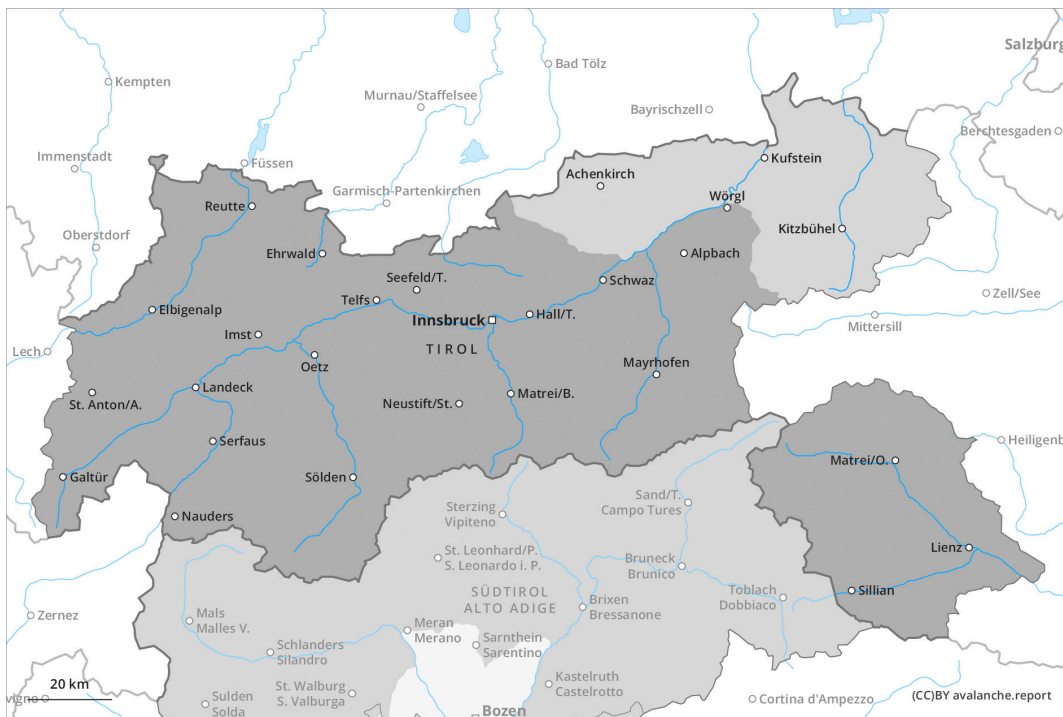 Salzburg
Kempten
Bad Tölz
Murnau/Staffelsee
Bayrischzell
Berchtesgaden
Immenstadt
Füssen
Kufstein
Achenkirch
Garmisch-Partenkirchen
Reutte
Wörgl
Oberstdorf
Kitzbühel
Ehrwald
Alpbach
Seefeld/T.
Schwaz
Telfs
Zell/See
Elbigenalp
Innsbruck
Hall/T.
Mittersill
Imst
TIROL
Lech
Oetz
Mayrhofen
Landeck
St. Anton/A.
Neustift/St.
Matrei/B.
Serfaus
Heiligenb
Matrei/O.
Galtür
Sölden
Sand/T.
Campo Tures
Nauders
Sterzing
Vipiteno
Lienz
St. Leonhard/P.
S. Leonardo i. P.
Bruneck
Brunico
Sillian
SÜDTIROL
ALTO ADIGE
Toblach
Dobbiaco
Zernez
Mals
Malles V.
Brixen
Bressanone
Meran
Merano
Sarnthein
Sarentino
Schlanders
Silandro
20 km
vigno
St. Walburg
S. Valburga
Kastelruth
Castelrotto
Sulden
Solda
Cortina d'Ampezzo
(CC)BY avalanche.report
Bozen